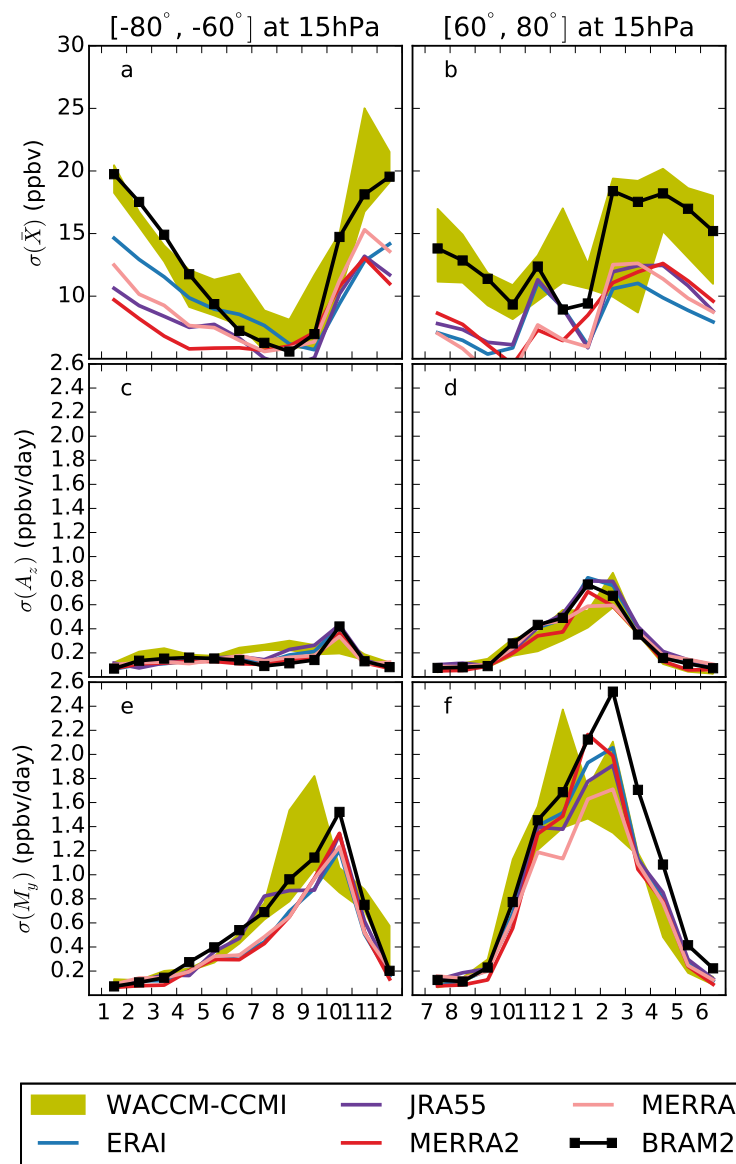 [-80°, -60°] at 15hPa
[60°, 80°] at 15hPa
30
25
20
15
10
σ(X̄) (ppbv)
a
b
2.6
2.4
2.2
2.0
1.8
1.6
1.4
1.2
1.0
0.8
0.6
0.4
0.2
σ(A_z) (ppbv/day)
c
d
2.6
2.4
2.2
2.0
1.8
1.6
1.4
1.2
1.0
0.8
0.6
0.4
0.2
σ(M_y) (ppbv/day)
e
f
1 2 3 4 5 6 7 8 9 10 11 12
7 8 9 10 11 12 1 2 3 4 5 6
WACCM-CCMI
JRA55
MERRA
ERAI
MERRA2
BRAM2